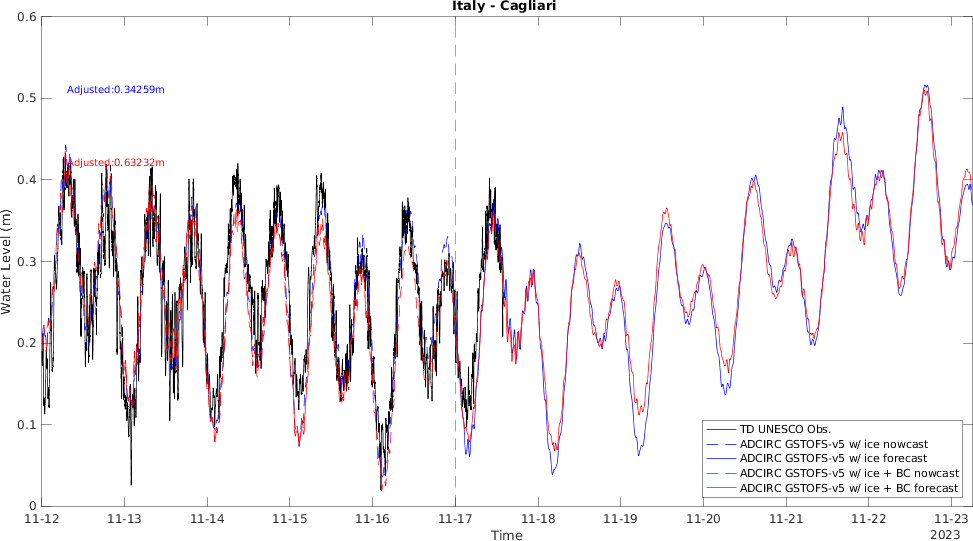 Italy - Cagliari
0.6
0.5
0.4
0.3
0.2
0.1
0
Water Level (m)
Adjusted:0.34259m
Adjusted:0.63232m
TD UNESCO Obs.
ADCIRC GSTOFS-v5 w/ ice nowcast
ADCIRC GSTOFS-v5 w/ ice forecast
ADCIRC GSTOFS-v5 w/ ice + BC nowcast
ADCIRC GSTOFS-v5 w/ ice + BC forecast
11-12 11-13 11-14 11-15 11-16 11-17 11-18 11-19 11-20 11-21 11-22 11-23
Time
2023